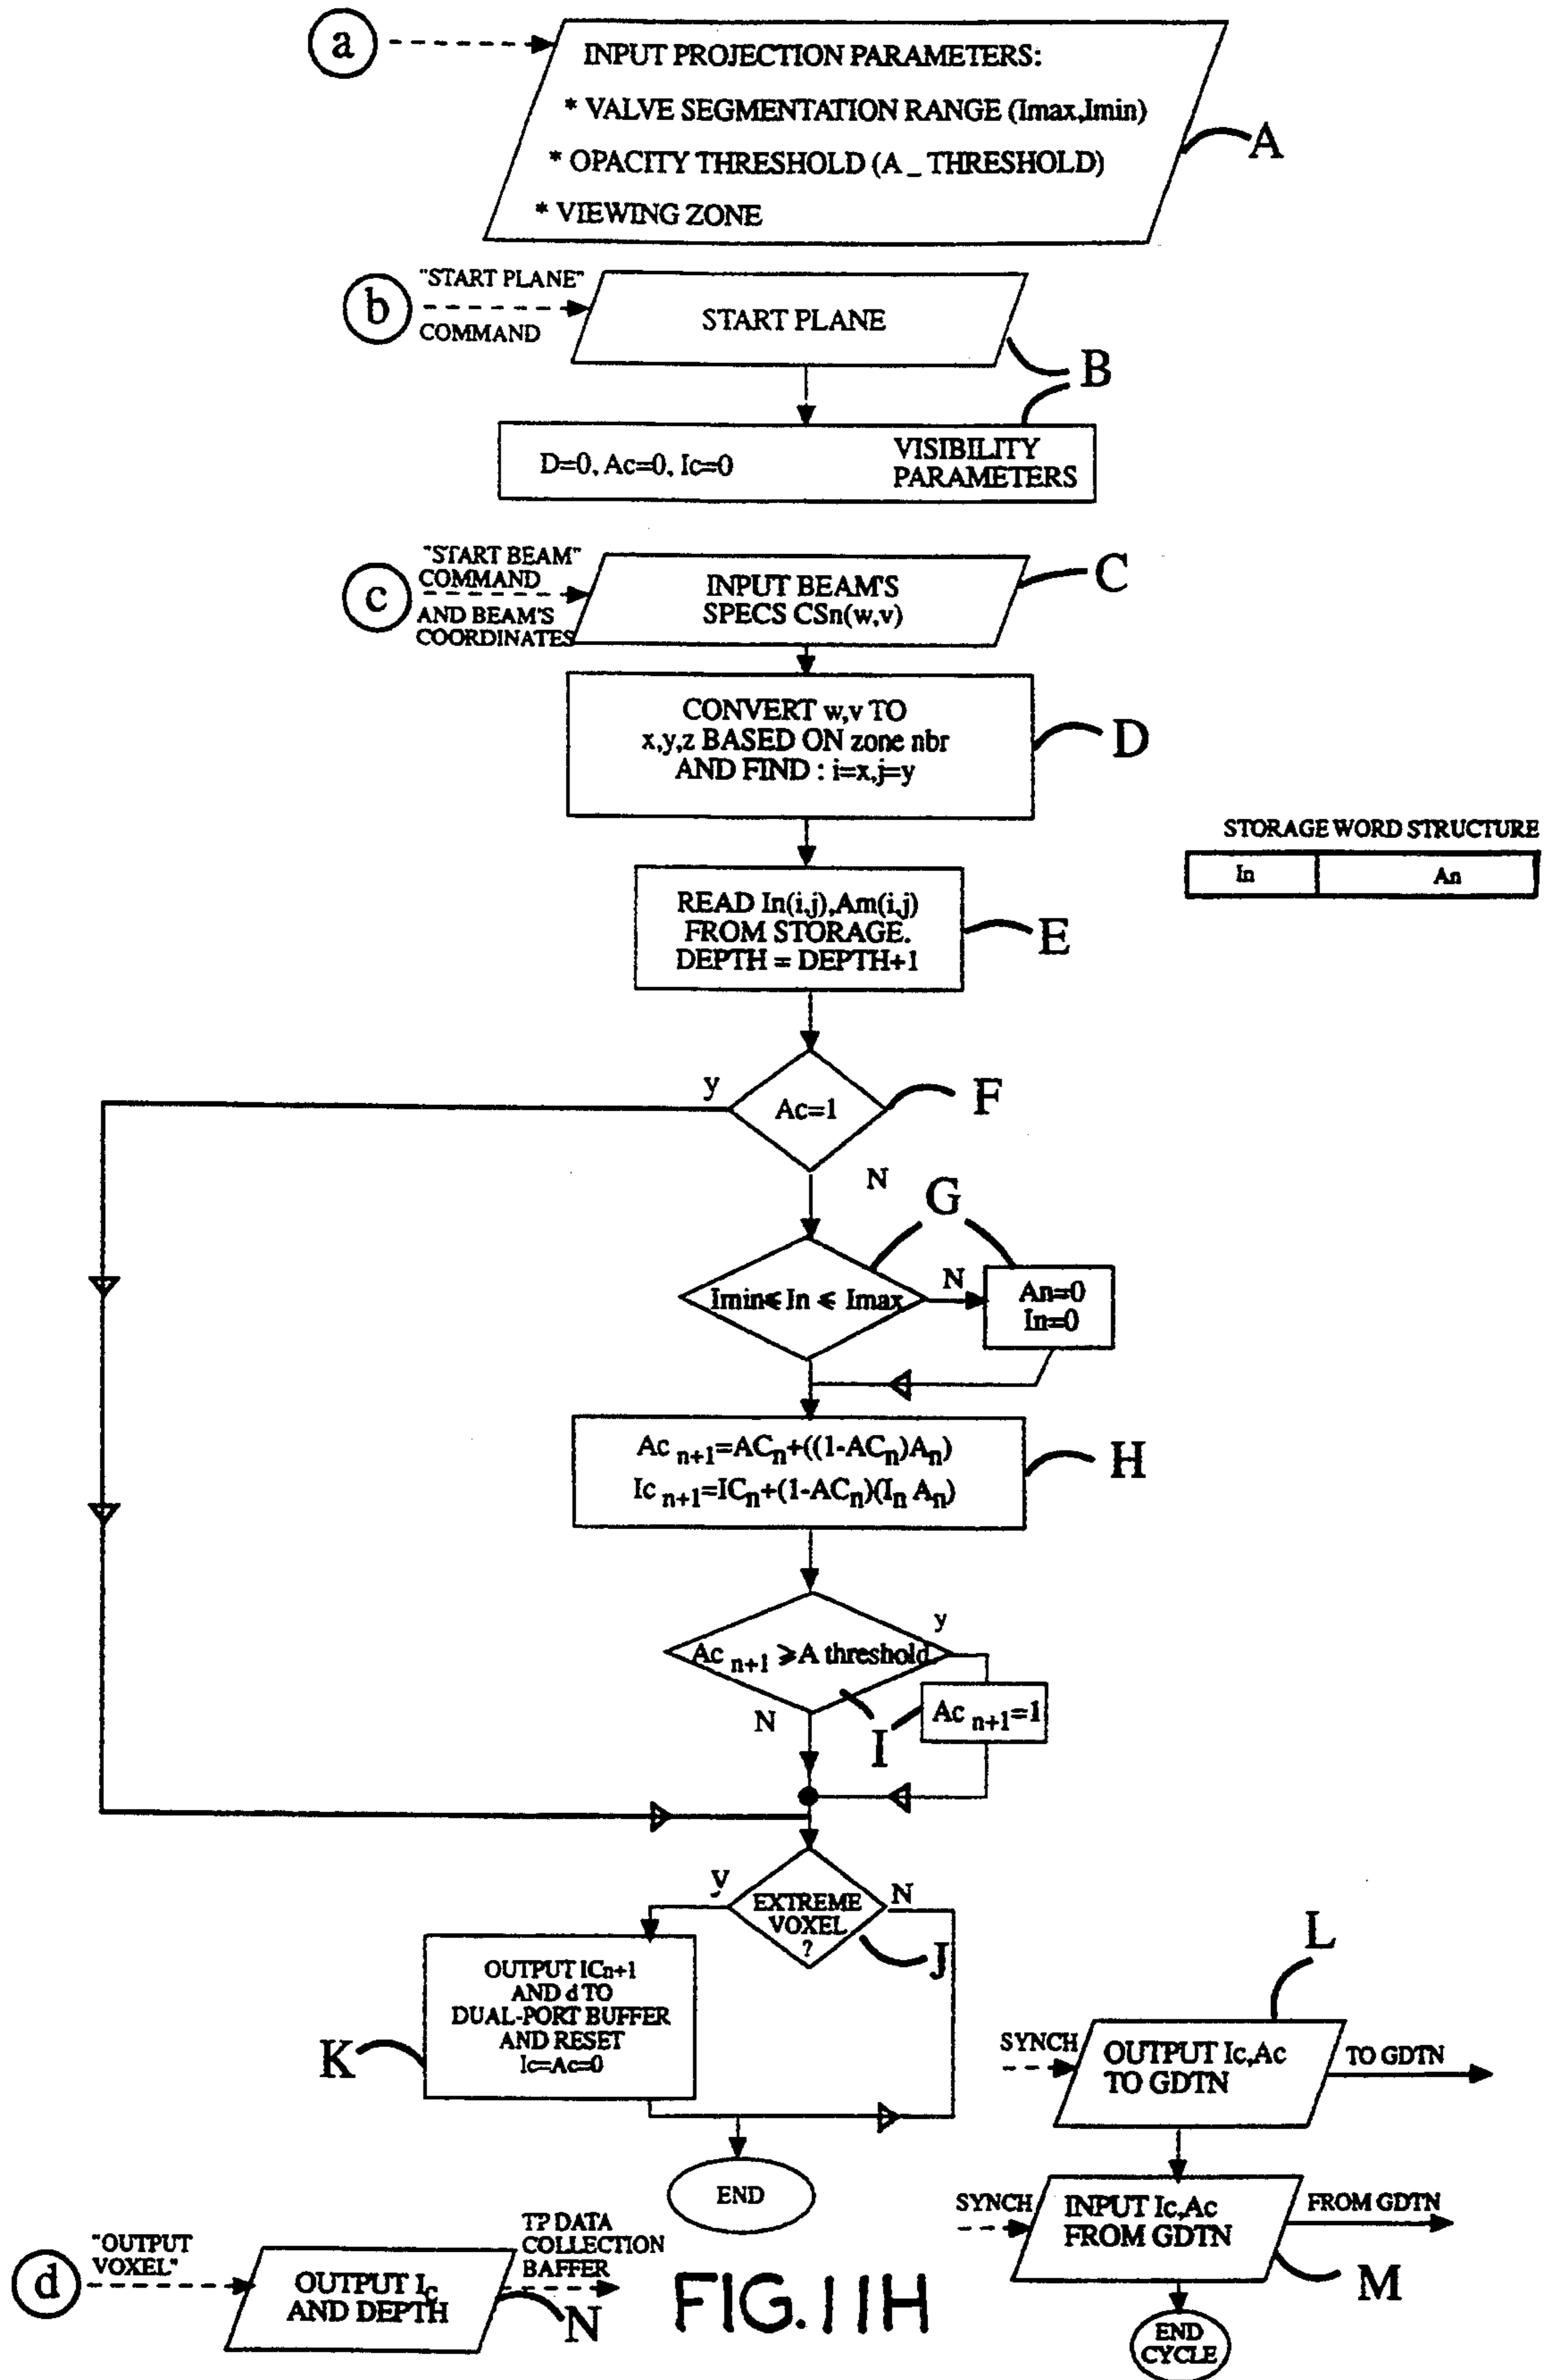 a
INPUT PROJECTION PARAMETERS:
* VALVE SEGMENTATION RANGE (Imax,Imin)
* OPACITY THRESHOLD (A_THRESHOLD)
* VIEWING ZONE
A
b
"START PLANE"
COMMAND
START PLANE
B
D=0, Ac=0, Ic=0
VISIBILITY
PARAMETERS
c
"START BEAM"
COMMAND
AND BEAM'S
COORDINATES
INPUT BEAM'S
SPECS CSn(w,v)
C
CONVERT w,v TO
x,y,z BASED ON zone nbr
AND FIND : i=x,j=y
D
STORAGE WORD STRUCTURE
In
An
READ In(i,j),Am(i,j)
FROM STORAGE.
DEPTH = DEPTH+1
E
y
Ac=1
F
N
G
Imin≤ In ≤ Imax
N
An=0
In=0
Ac n+1=ACn+((1-ACn)An)
Ic n+1=ICn+(1-ACn)(In An)
H
y
Ac n+1 ≥A threshold
N
I
Ac n+1=1
y
EXTREME
VOXEL
?
N
J
OUTPUT ICn+1
AND d TO
DUAL-PORT BUFFER
AND RESET
Ic=Ac=0
K
L
SYNCH
OUTPUT Ic,Ac
TO GDTN
TO GDTN
END
SYNCH
INPUT Ic,Ac
FROM GDTN
FROM GDTN
M
d
"OUTPUT
VOXEL"
OUTPUT Ic
AND DEPTH
TP DATA
COLLECTION
BAFFER
N
FIG.11H
END
CYCLE